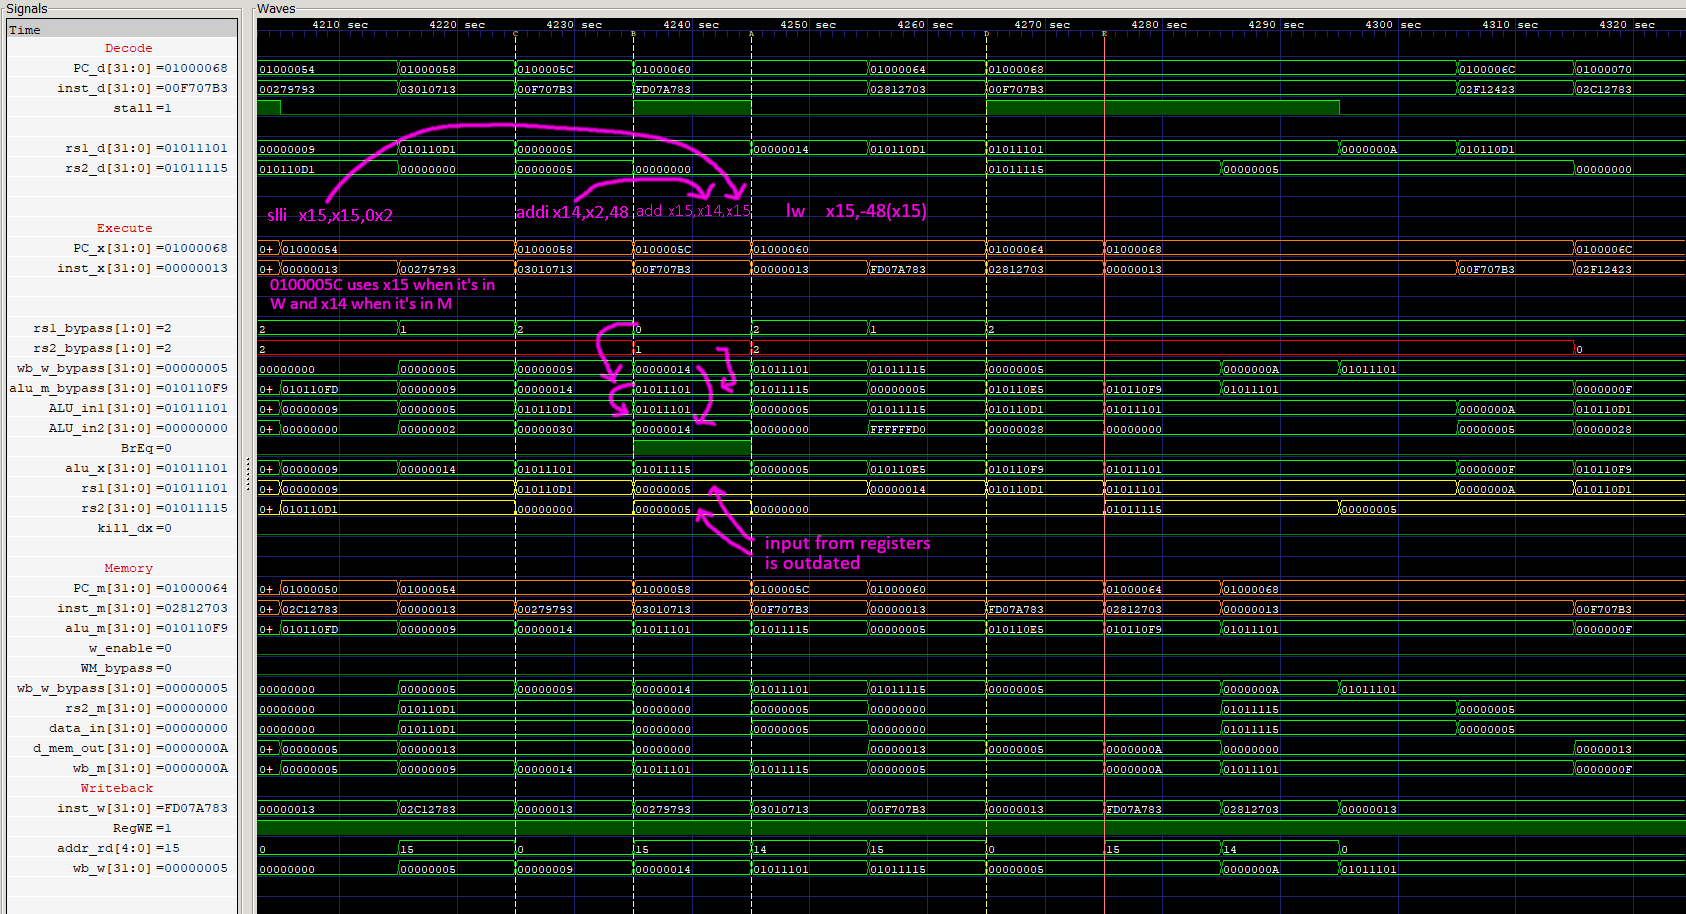 Signals
Waves
Time
4210 sec 4220 sec 4230 sec 4240 sec 4250 sec 4260 sec 4270 sec 4280 sec 4290 sec 4300 sec 4310 sec 4320 sec
C B A D E
Decode
PC_d[31:0] =01000068 01000054 01000058 0100005C 01000060 01000064 01000068 0100006C 01000070
inst_d[31:0] =00F707B3 00279793 03010713 00F707B3 FD07A783 02812703 00F707B3 02F12423 02C12783
stall =1
rs1_d[31:0] =01011101 00000009 010110D1 00000005 00000014 010110D1 01011101 0000000A 010110D1
rs2_d[31:0] =01011115 010110D1 00000000 00000005 00000000 01011115 00000005 00000000
slli x15,x15,0x2 addi x14,x2,48 add x15,x14,x15 lw x15,-48(x15)
Execute
PC_x[31:0] =01000068 0+ 01000054 01000058 0100005C 01000060 01000064 01000068 0100006C
inst_x[31:0] =00000013 0+ 00000013 00279793 03010713 00F707B3 00000013 FD07A783 02812703 00000013 00F707B3 02F12423
0100005C uses x15 when it's in
W and x14 when it's in M
rs1_bypass[1:0] =2 2 1 2 0 2 1 2
rs2_bypass[1:0] =2 2 1 2 0
wb_w_bypass[31:0] =00000005 00000000 00000005 00000009 00000014 01011101 01011115 00000005 0000000A 01011101
alu_m_bypass[31:0] =010110F9 0+ 010110FD 00000009 00000014 01011101 01011115 00000005 010110E5 010110F9 01011101 0000000F
ALU_in1[31:0] =01011101 0+ 00000009 00000005 010110D1 01011101 00000005 01011115 010110D1 01011101 0000000A 010110D1
ALU_in2[31:0] =00000000 0+ 00000000 00000002 00000030 00000014 00000000 FFFFFFD0 00000028 00000000 00000005 00000028
BrEq=0
alu_x[31:0] =01011101 0+ 00000009 00000014 01011101 01011115 00000005 010110E5 010110F9 01011101 0000000F 010110F9
rs1[31:0] =01011101 0+ 00000009 010110D1 00000005 00000014 010110D1 01011101 0000000A 010110D1
rs2[31:0] =01011115 0+ 010110D1 00000000 00000005 00000000 01011115 00000005
kill_dx=0
input from registers
is outdated
Memory
PC_m[31:0] =01000064 0+ 01000050 01000054 01000058 0100005C 01000060 01000064 01000068
inst_m[31:0] =02812703 0+ 02C12783 00000013 00279793 03010713 00F707B3 00000013 FD07A783 02812703 00000013 00F707B3
alu_m[31:0] =010110F9 0+ 010110FD 00000009 00000014 01011101 01011115 00000005 010110E5 010110F9 01011101 0000000F
w_enable=0
WM_bypass=0
wb_w_bypass[31:0] =00000005 00000000 00000005 00000009 00000014 01011101 01011115 00000005 0000000A 01011101
rs2_m[31:0] =00000000 00000000 010110D1 00000000 00000005 00000000 01011115 00000005
data_in[31:0] =00000000 00000000 010110D1 00000000 00000005 00000000 01011115 00000005
d_mem_out[31:0] =0000000A 0+ 00000005 00000013 00000000 00000013 00000005 0000000A 00000000 00000013
wb_m[31:0] =0000000A 0+ 00000005 00000009 00000014 01011101 01011115 00000005 0000000A 01011101 0000000F
Writeback
inst_w[31:0] =FD07A783 00000013 02C12783 00000013 00279793 03010713 00F707B3 00000013 FD07A783 02812703 00000013
RegWE=1
addr_rd[4:0] =15 0 15 0 15 14 15 0 15 14 0
wb_w[31:0] =00000005 00000000 00000005 00000009 00000014 01011101 01011115 00000005 0000000A 01011101